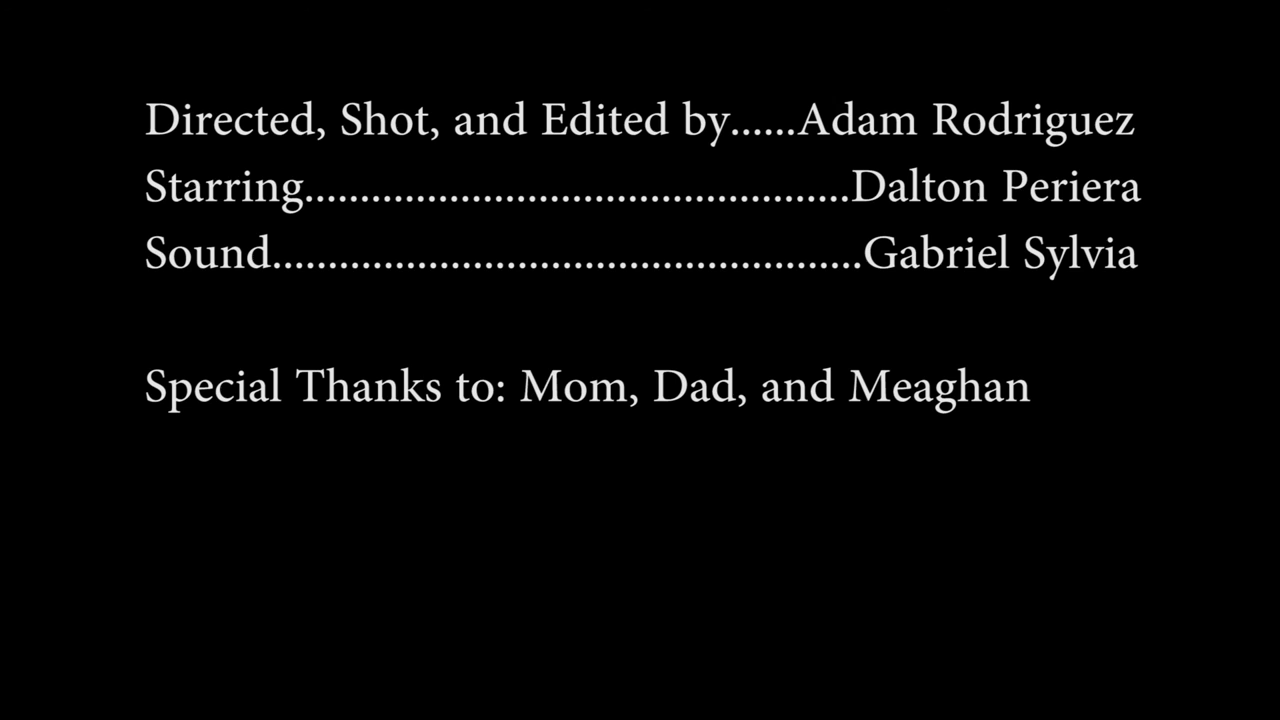 Directed, Shot, and Edited by......Adam Rodriguez
Starring.................................................Dalton Periera
Sound.....................................................Gabriel Sylvia
Special Thanks to: Mom, Dad, and Meaghan